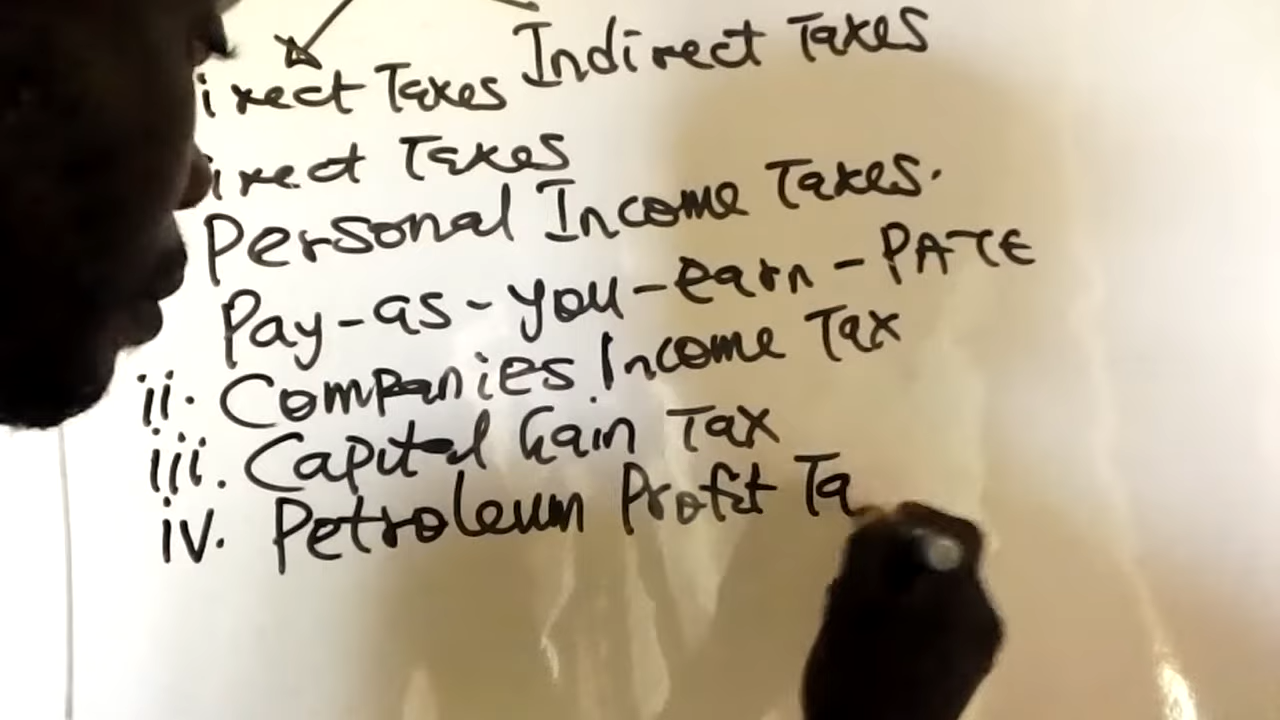 irect Taxes Indirect Taxes
irect Taxes
Personal Income Taxes.
Pay-as-you-earn-PAYE
ii. Companies Income Tax
iii. Capital Gain Tax
iv. Petroleum Profit Ta